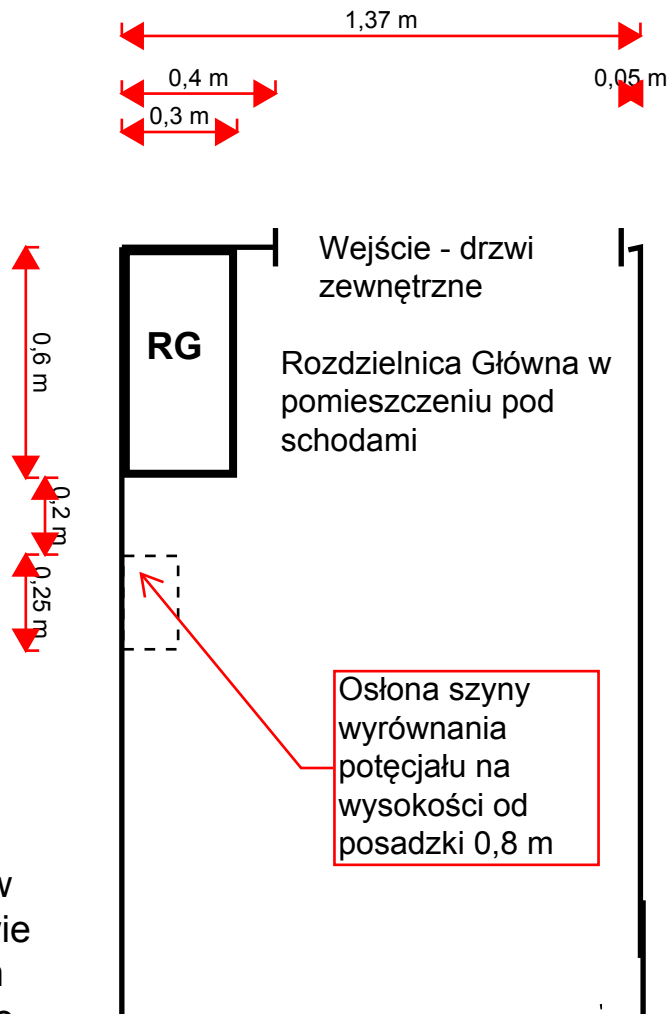 1,37 m
0,4 m
0,05 m
0,3 m
Wejście - drzwi
zewnętrzne
0,6 m
RG
Rozdzielnica Główna w
pomieszczeniu pod
schodami
0,2 m
0,25 m
Osłona szyny
wyrównania
potęcjału na
wysokości od
posadzki 0,8 m
w